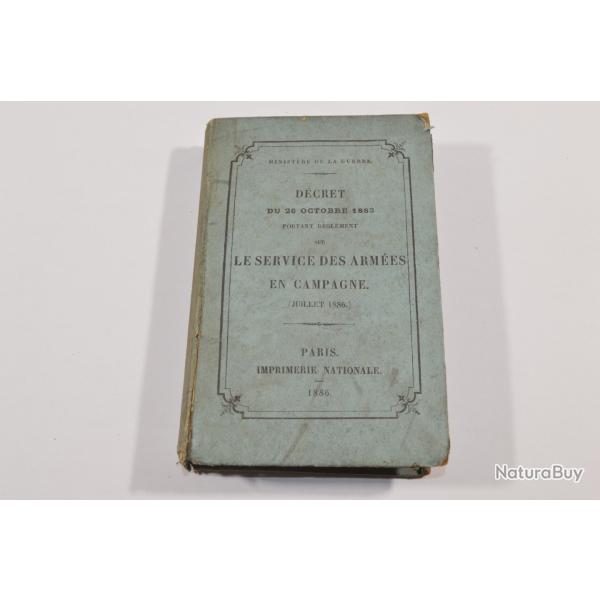 MINISTÈRE DE LA GUERRE.
DÉCRET
DU 26 OCTOBRE 1883
PORTANT RÈGLEMENT
SUR
LE SERVICE DES ARMÉES
EN CAMPAGNE.
(JUILLET 1886.)
PARIS.
IMPRIMERIE NATIONALE.
1886.
NaturaBuy